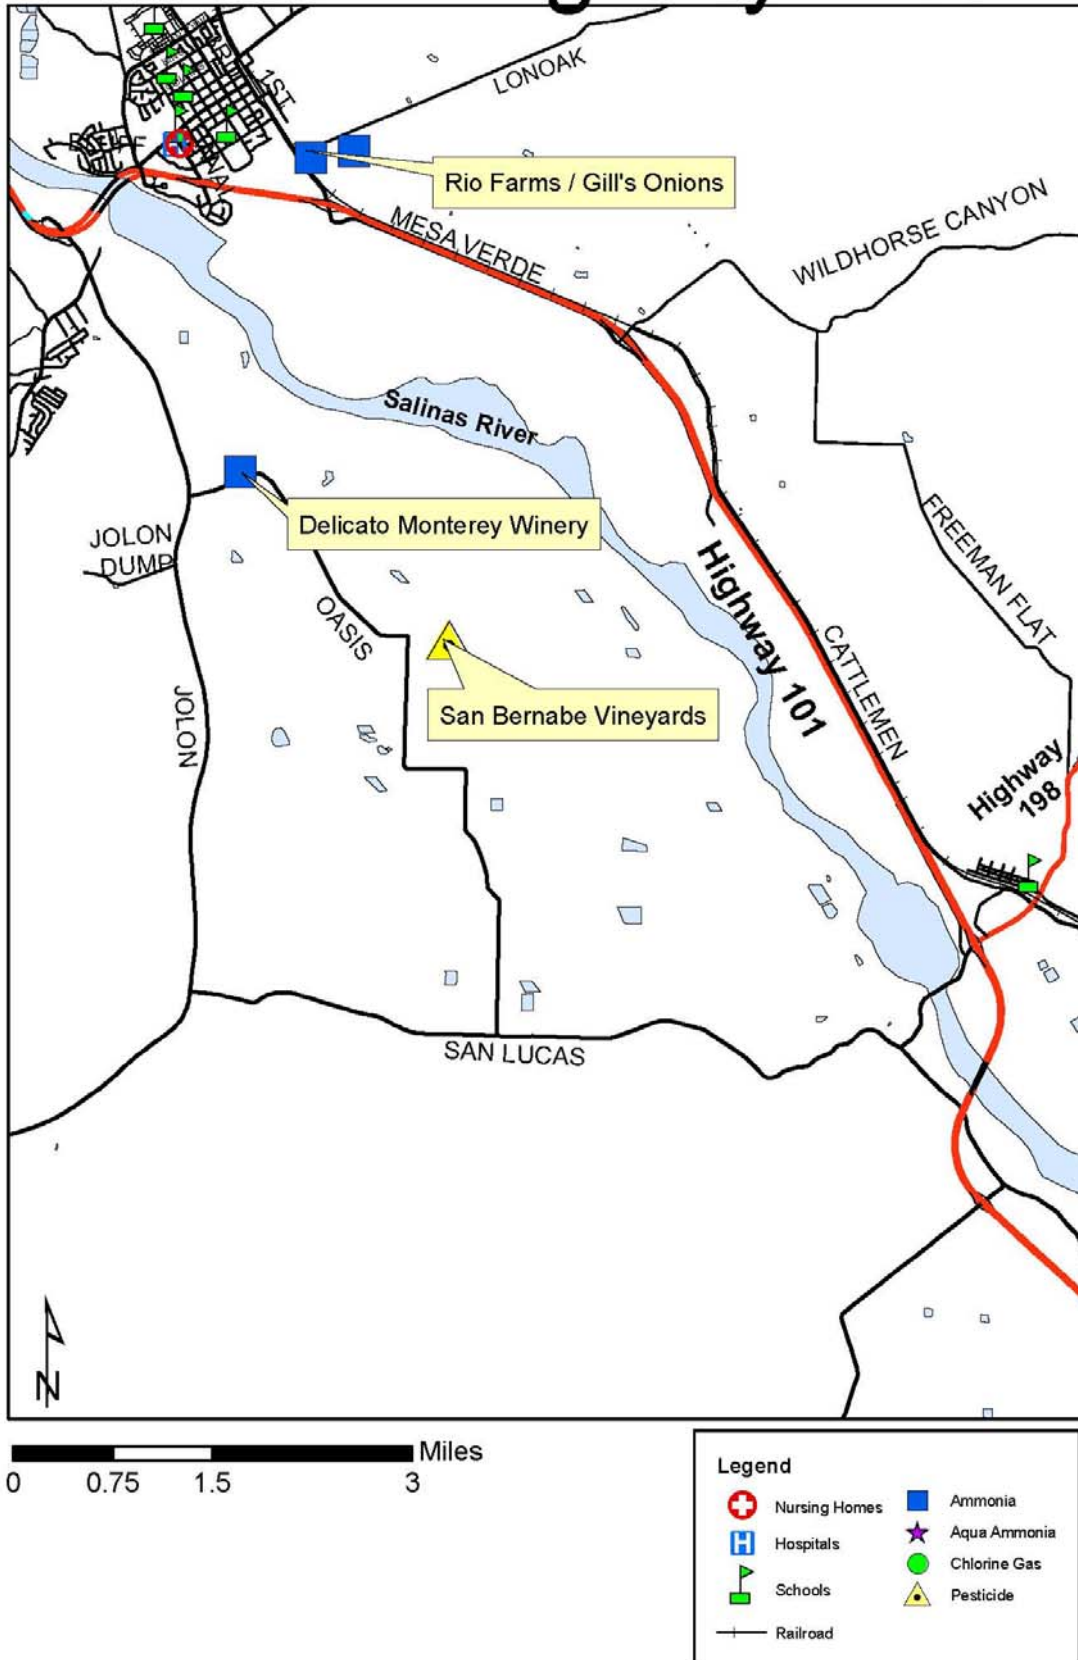 LONOAK
1ST
Rio Farms / Gill's Onions
MESA VERDE
WILDHORSE CANYON
Salinas River
Delicato Monterey Winery
JOLON
DUMP
OASIS
FREEMAN FLAT
Highway 101
CATTLEMEN
San Bernabe Vineyards
JOLON
Highway
198
SAN LUCAS
N
Miles
0 0.75 1.5 3
Legend
Nursing Homes
Hospitals
Schools
Railroad
Ammonia
Aqua Ammonia
Chlorine Gas
Pesticide